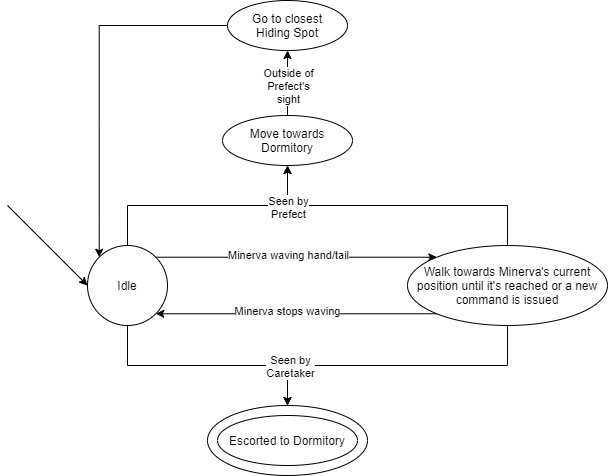 Go to closest
Hiding Spot
Outside of
Prefect's
sight
Move towards
Dormitory
Seen by
Prefect
Minerva waving hand/tail
Idle
Walk towards Minerva's current
position until it's reached or a new
command is issued
Minerva stops waving
Seen by
Caretaker
Escorted to Dormitory